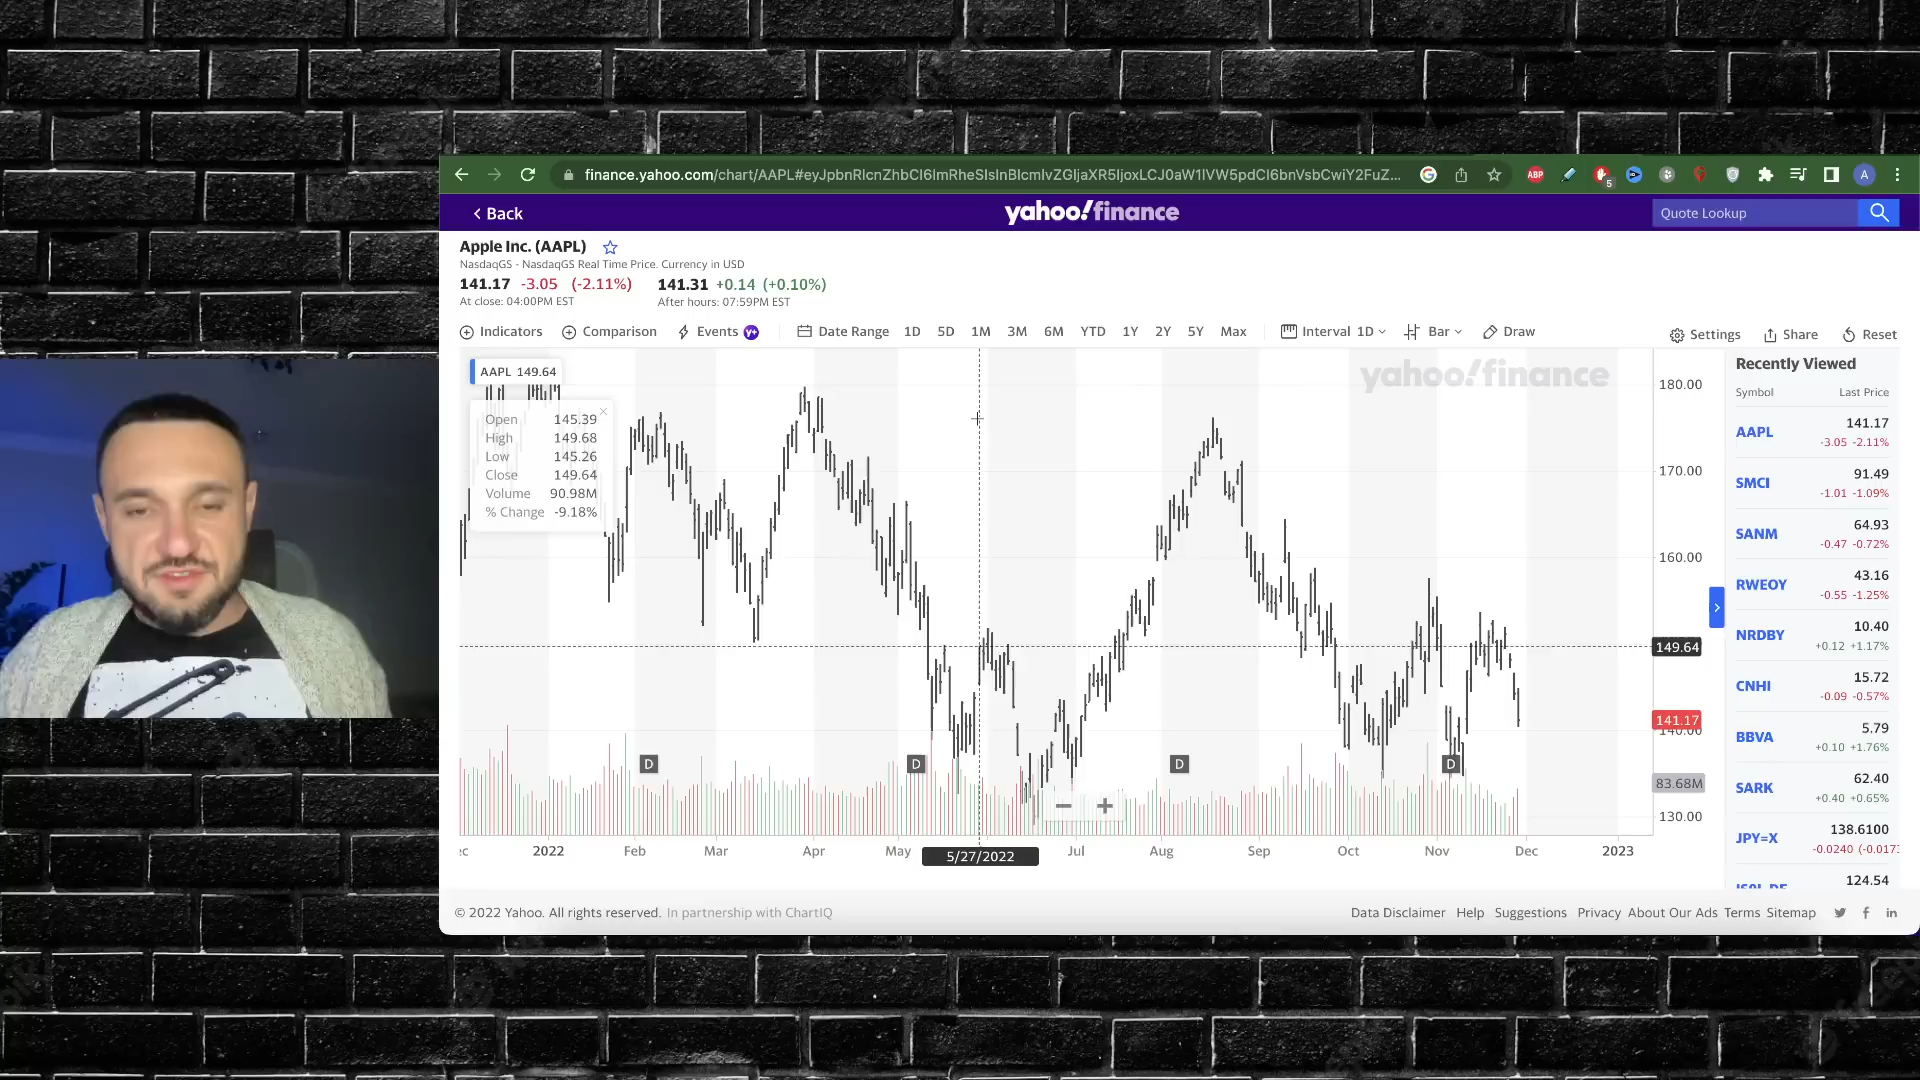 finance.yahoo.com/chart/AAPL#eyJpbnRlcnZhbCI6ImRheSIsInBlcmlvZGljaXR5IjoxLCJ0aW1lVW5pdCI6bnVsbCwiY2FuZ...
ABP
5
A
Back
yahoo!finance
Quote Lookup
Apple Inc. (AAPL)
NasdaqGS - NasdaqGS Real Time Price. Currency in USD
141.17 -3.05 (-2.11%) 141.31 +0.14 (+0.10%)
At close: 04:00PM EST After hours: 07:59PM EST
Indicators Comparison Events Y+ Date Range 1D 5D 1M 3M 6M YTD 1Y 2Y 5Y Max Interval 1D Bar Draw Settings Share Reset
AAPL 149.64
Open 145.39
High 149.68
Low 145.26
Close 149.64
Volume 90.98M
% Change -9.18%
yahoo!finance
180.00
170.00
160.00
149.64
141.17
140.00
83.68M
130.00
D D D D
2022 Feb Mar Apr May 5/27/2022 Jul Aug Sep Oct Nov Dec 2023
Recently Viewed
Symbol Last Price
AAPL 141.17
-3.05 -2.11%
SMCI 91.49
-1.01 -1.09%
SANM 64.93
-0.47 -0.72%
RWEOY 43.16
-0.55 -1.25%
NRDBY 10.40
+0.12 +1.17%
CNHI 15.72
-0.09 -0.57%
BBVA 5.79
+0.10 +1.76%
SARK 62.40
+0.40 +0.65%
JPY=X 138.6100
-0.0240 (-0.017
124.54
© 2022 Yahoo. All rights reserved. In partnership with ChartIQ
Data Disclaimer Help Suggestions Privacy About Our Ads Terms Sitemap